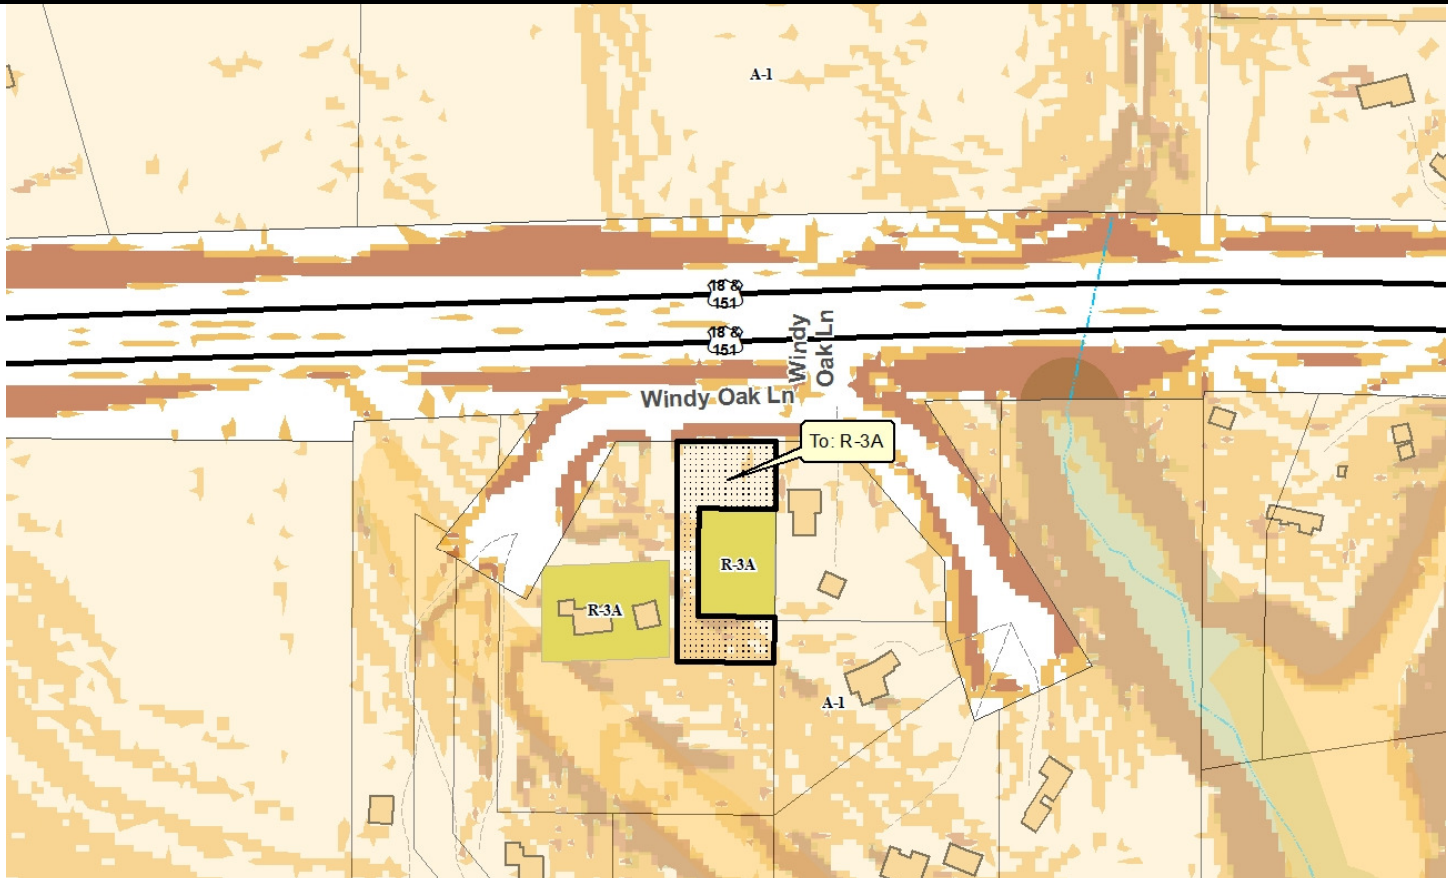 A-1
18 &
151
18 &
151
Windy
Oak Ln
Windy Oak Ln
To: R-3A
R-3A
R-3A
A-1